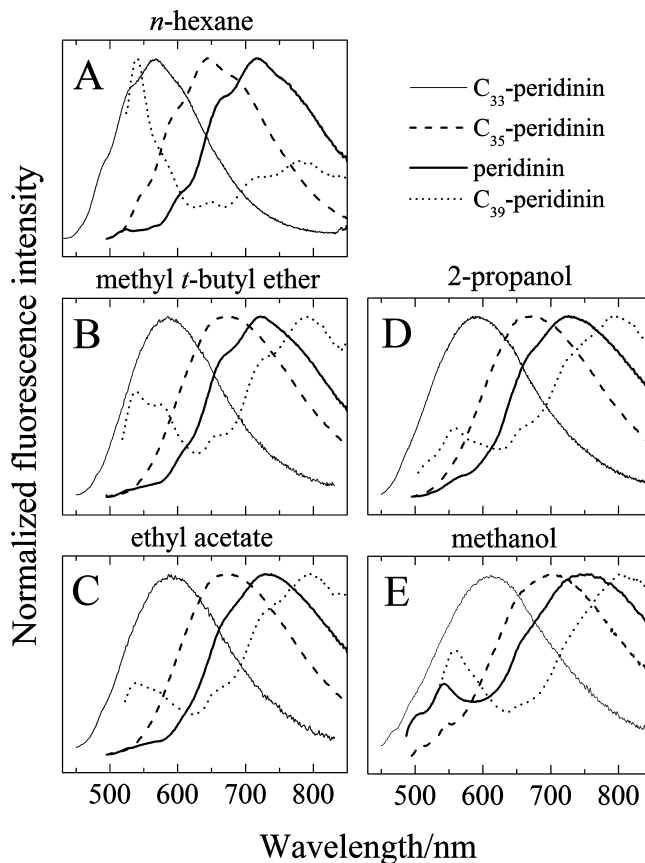 n-hexane
A
C33-peridinin
C35-peridinin
peridinin
C39-peridinin
Normalized fluorescence intensity
methyl t-butyl ether
2-propanol
B
D
ethyl acetate
methanol
C
E
500 600 700 800
500 600 700 800
Wavelength/nm